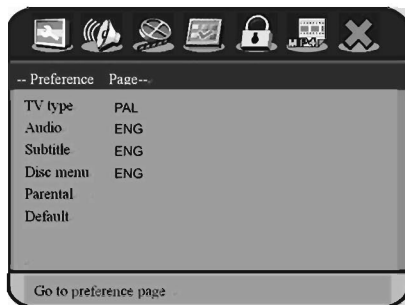 -- Preference Page--
TV type PAL
Audio ENG
Subtitle ENG
Disc menu ENG
Parental
Default
Go to preference page